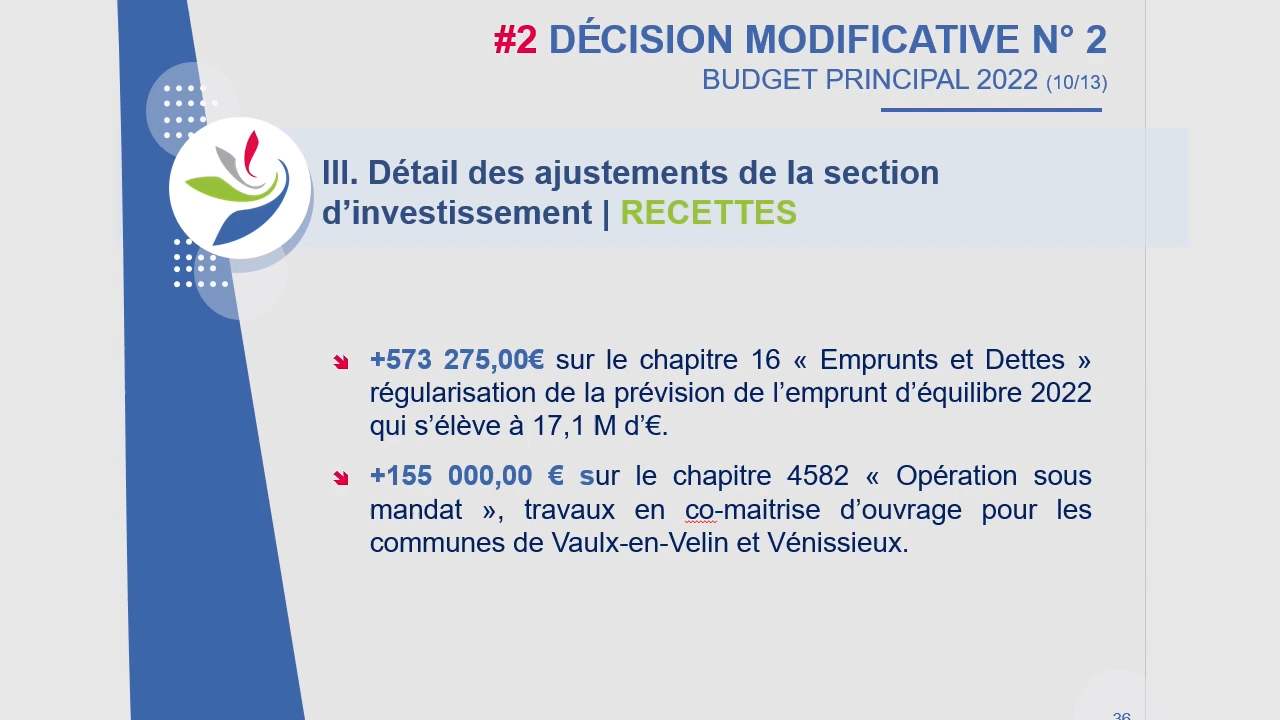 #2 DÉCISION MODIFICATIVE N° 2
BUDGET PRINCIPAL 2022 (10/13)
III. Détail des ajustements de la section
d’investissement | RECETTES
+573 275,00€ sur le chapitre 16 « Emprunts et Dettes »
régularisation de la prévision de l’emprunt d’équilibre 2022
qui s’élève à 17,1 M d’€.
+155 000,00 € sur le chapitre 4582 « Opération sous
mandat », travaux en co-maitrise d’ouvrage pour les
communes de Vaulx-en-Velin et Vénissieux.
36